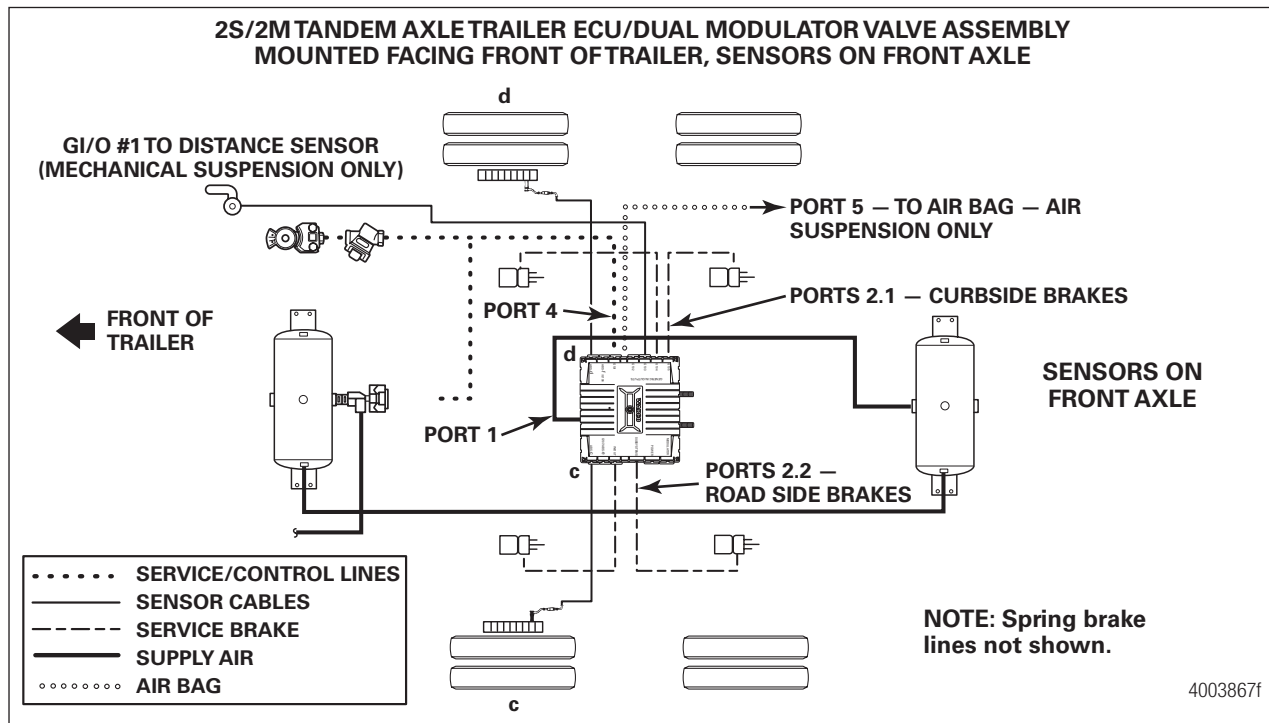 2S/2M TANDEM AXLE TRAILER ECU/DUAL MODULATOR VALVE ASSEMBLY
MOUNTED FACING FRONT OF TRAILER, SENSORS ON FRONT AXLE
d
GI/O #1 TO DISTANCE SENSOR
(MECHANICAL SUSPENSION ONLY)
PORT 5 — TO AIR BAG — AIR
SUSPENSION ONLY
PORT 4
PORTS 2.1 — CURBSIDE BRAKES
FRONT OF
TRAILER
d
SENSORS ON
FRONT AXLE
PORT 1
c
PORTS 2.2 —
ROAD SIDE BRAKES
SERVICE/CONTROL LINES
SENSOR CABLES
SERVICE BRAKE
SUPPLY AIR
AIR BAG
NOTE: Spring brake
lines not shown.
c
4003867f